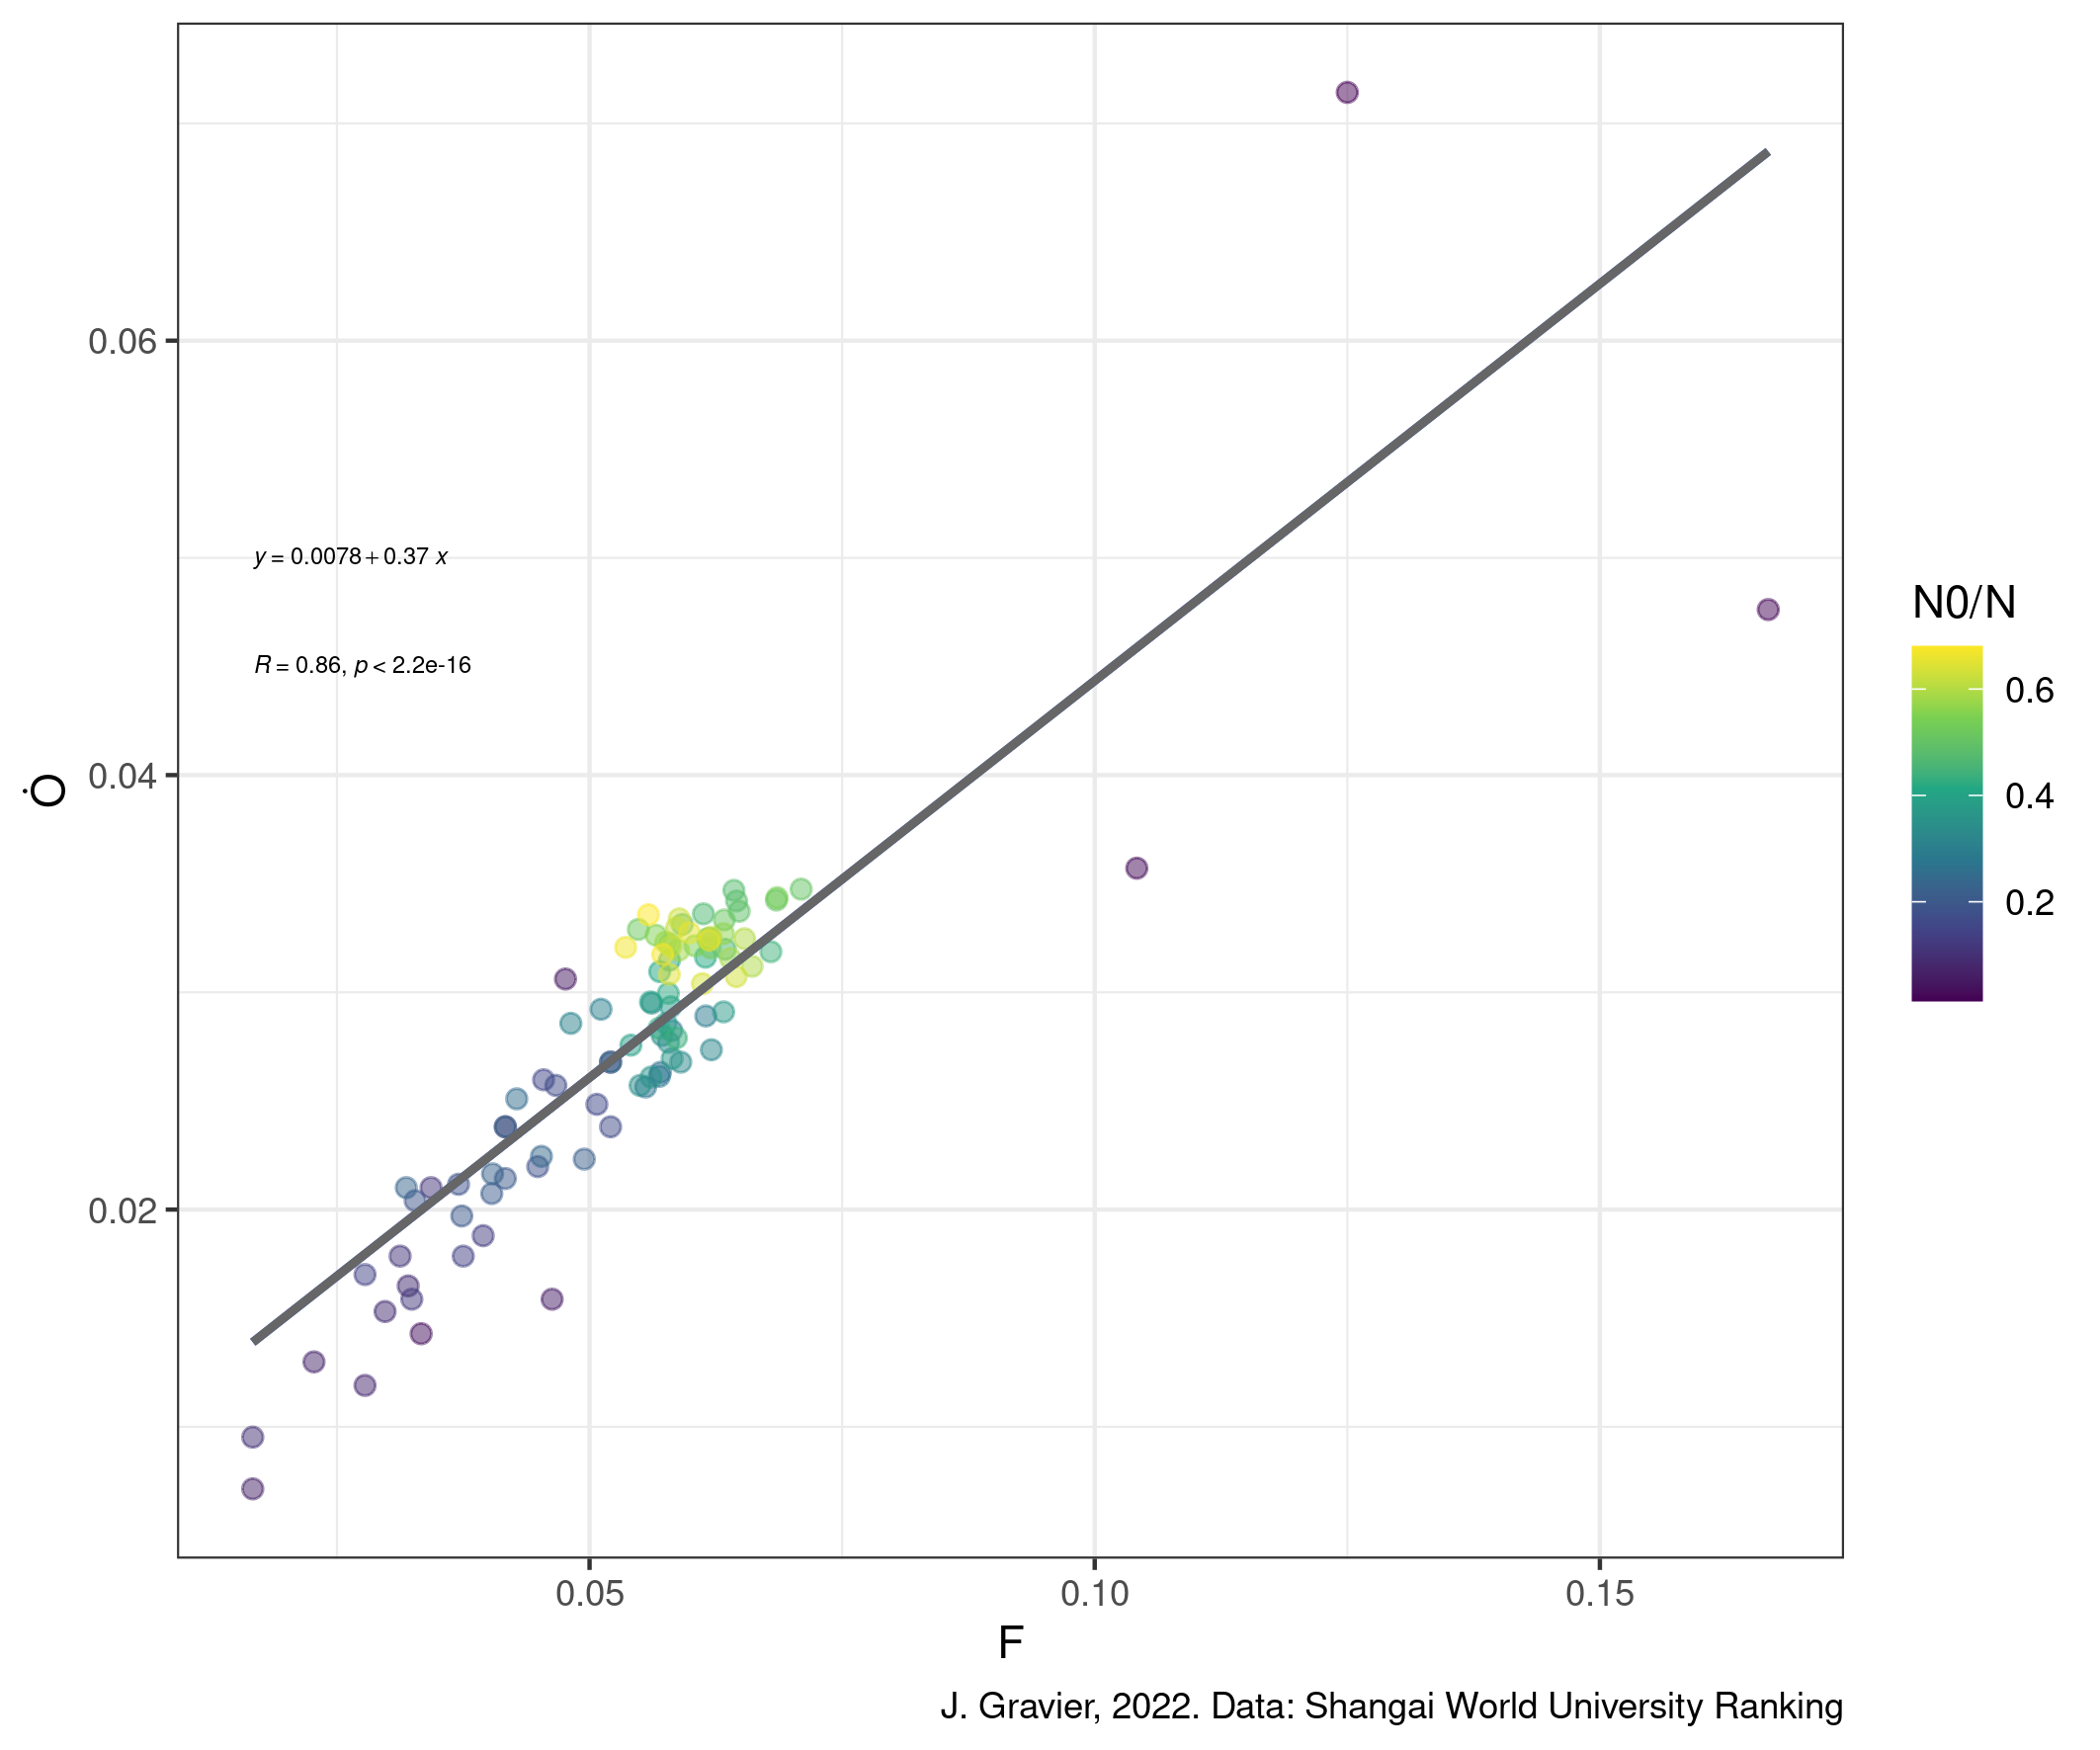 0.06
0.04
0.02
Ȯ
y = 0.0078 + 0.37 x
R = 0.86, p < 2.2e-16
0.05 0.10 0.15
F
N0/N
0.6
0.4
0.2
J. Gravier, 2022. Data: Shangai World University Ranking